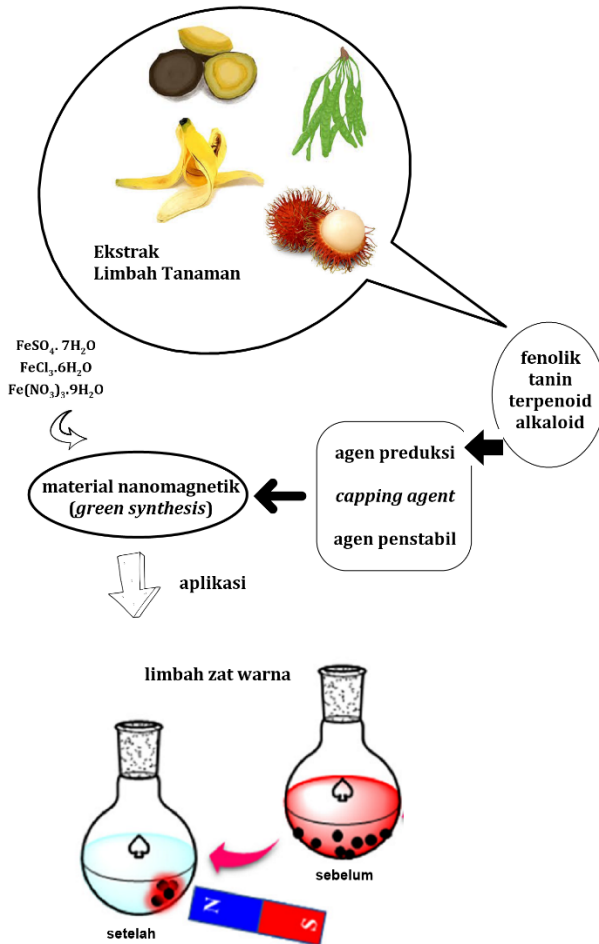 Ekstrak
Limbah Tanaman
FeSO₄. 7H₂O
FeCl₃.6H₂O
Fe(NO₃)₃.9H₂O
fenolik
tanin
terpenoid
alkaloid
agen preduksi
capping agent
agen penstabil
material nanomagnetik
(green synthesis)
aplikasi
limbah zat warna
sebelum
setelah
N
S